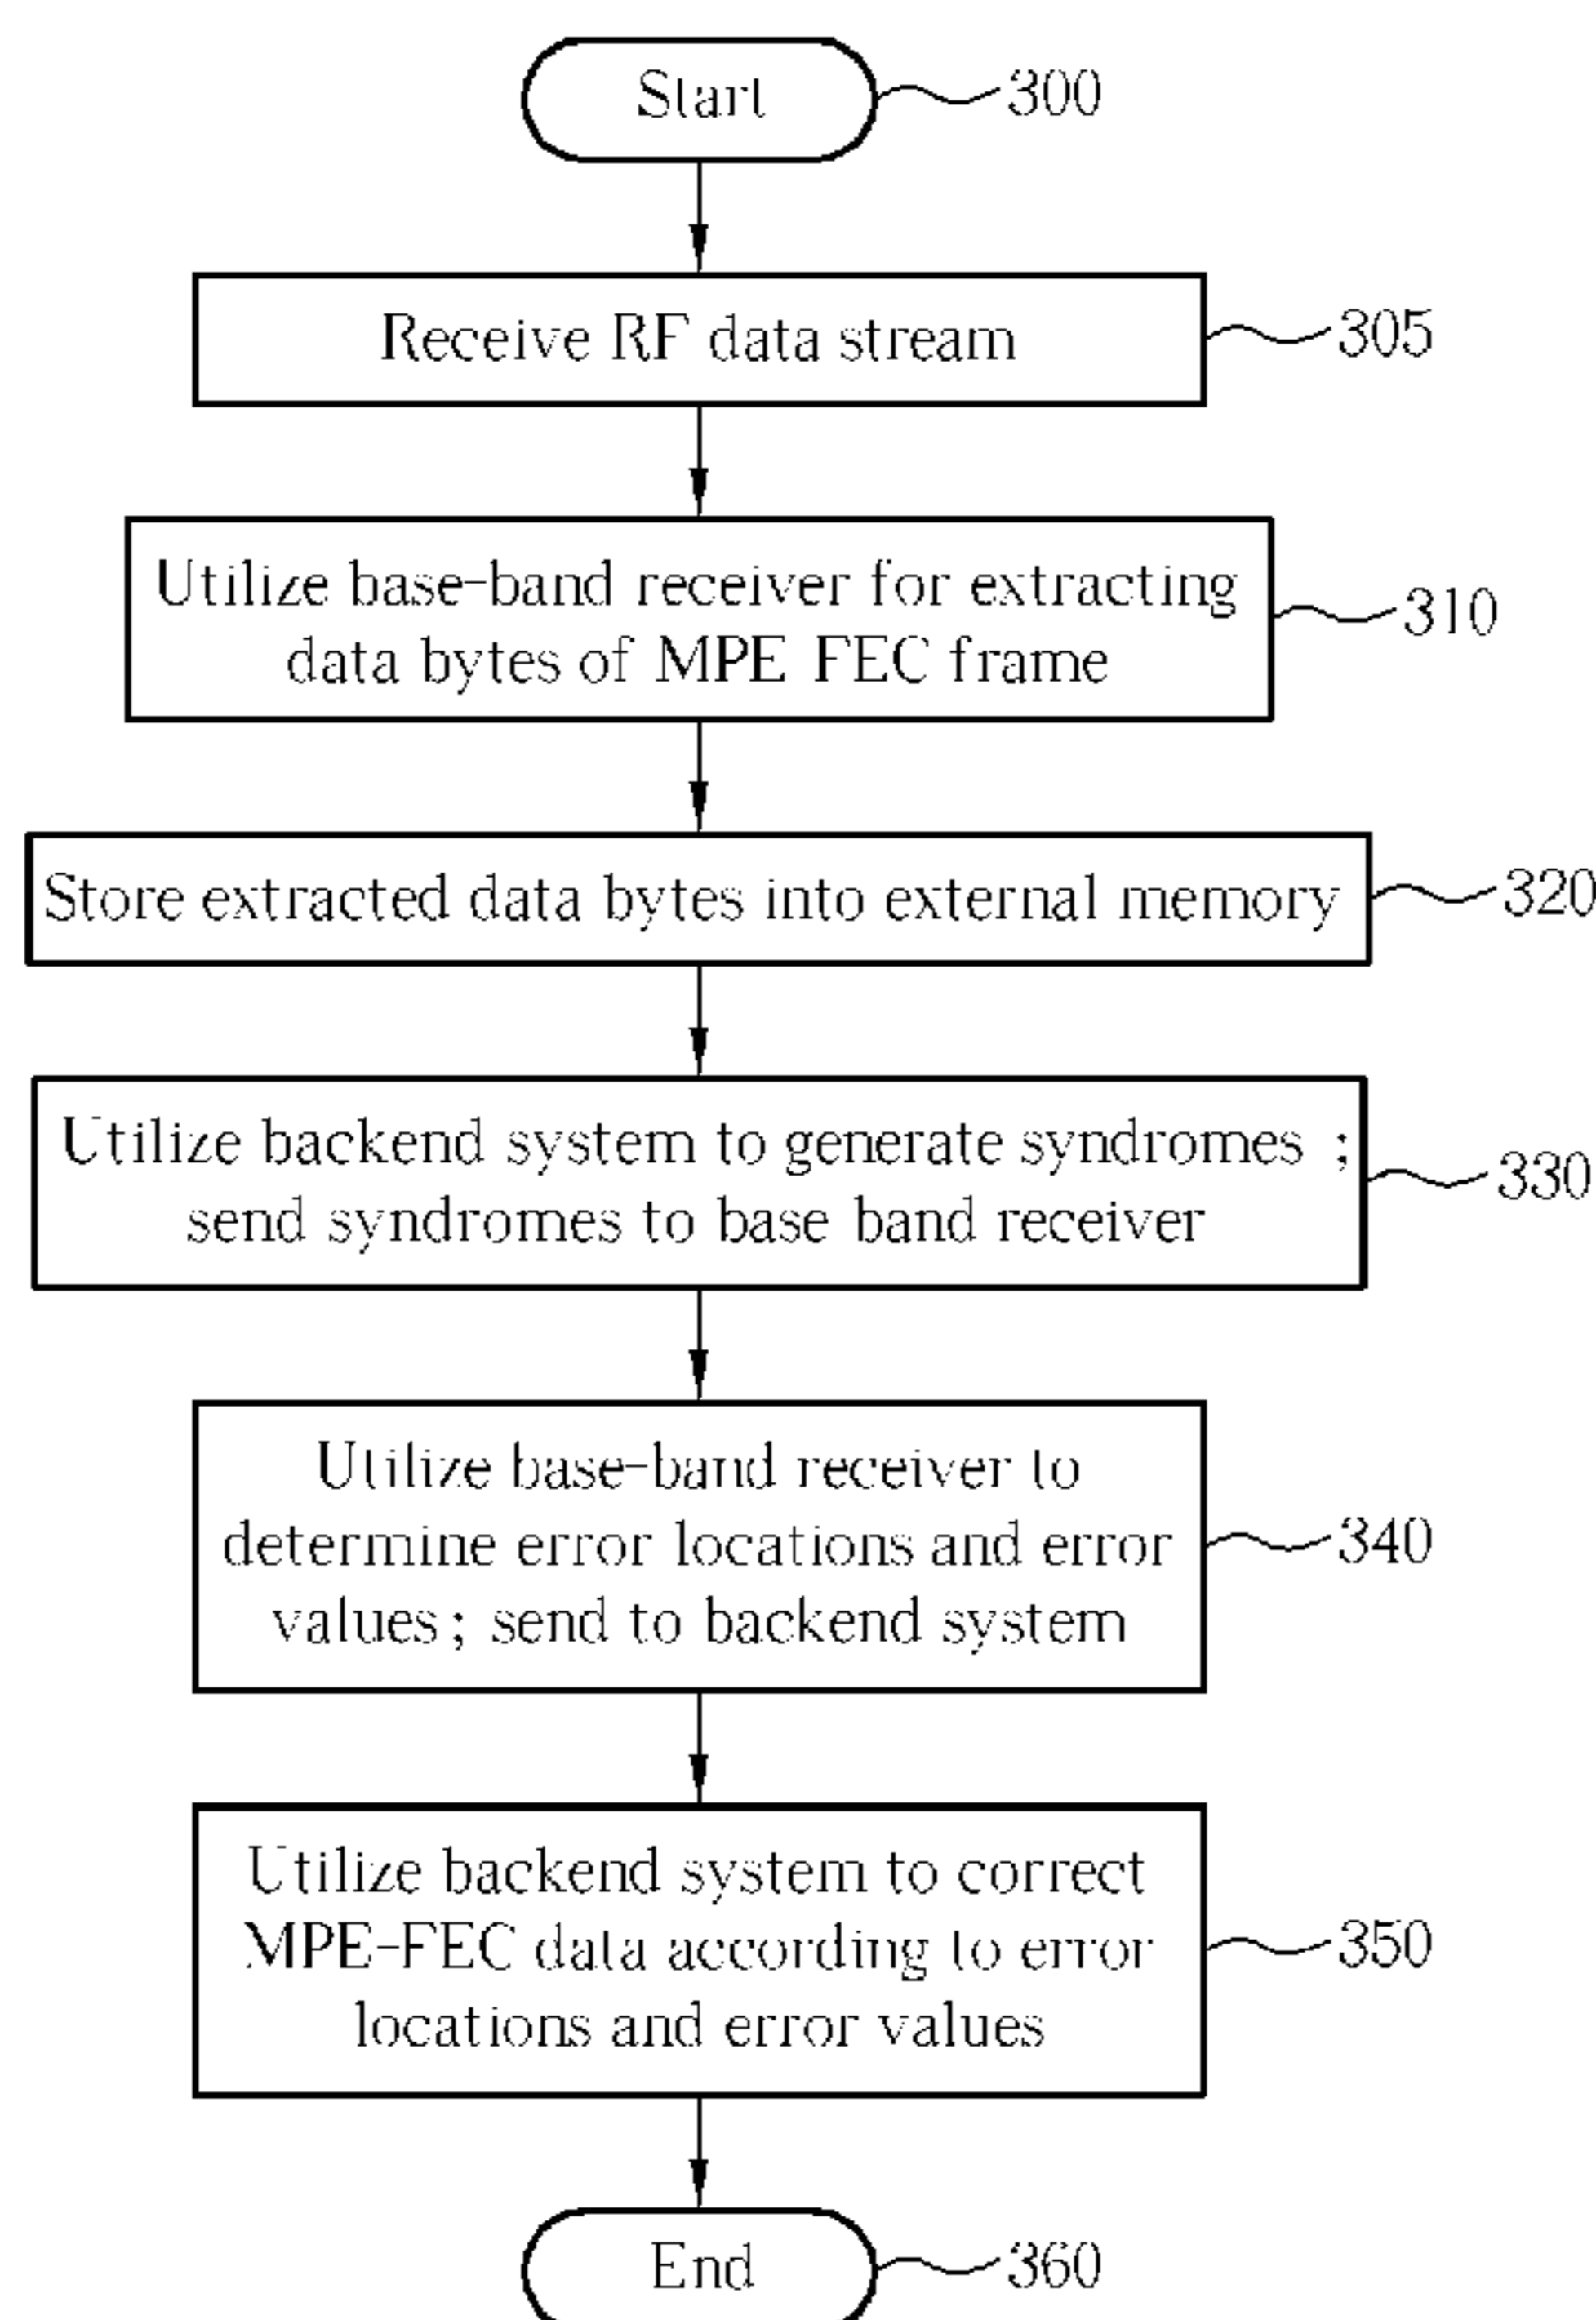 Start
300
Receive RF data stream
305
Utilize base-band receiver for extracting
data bytes of MPE FEC frame
310
Store extracted data bytes into external memory
320
Utilize backend system to generate syndromes ;
send syndromes to base band receiver
330
Utilize base-band receiver to
determine error locations and error
values; send to backend system
340
Utilize backend system to correct
MPE-FEC data according to error
locations and error values
350
End
360